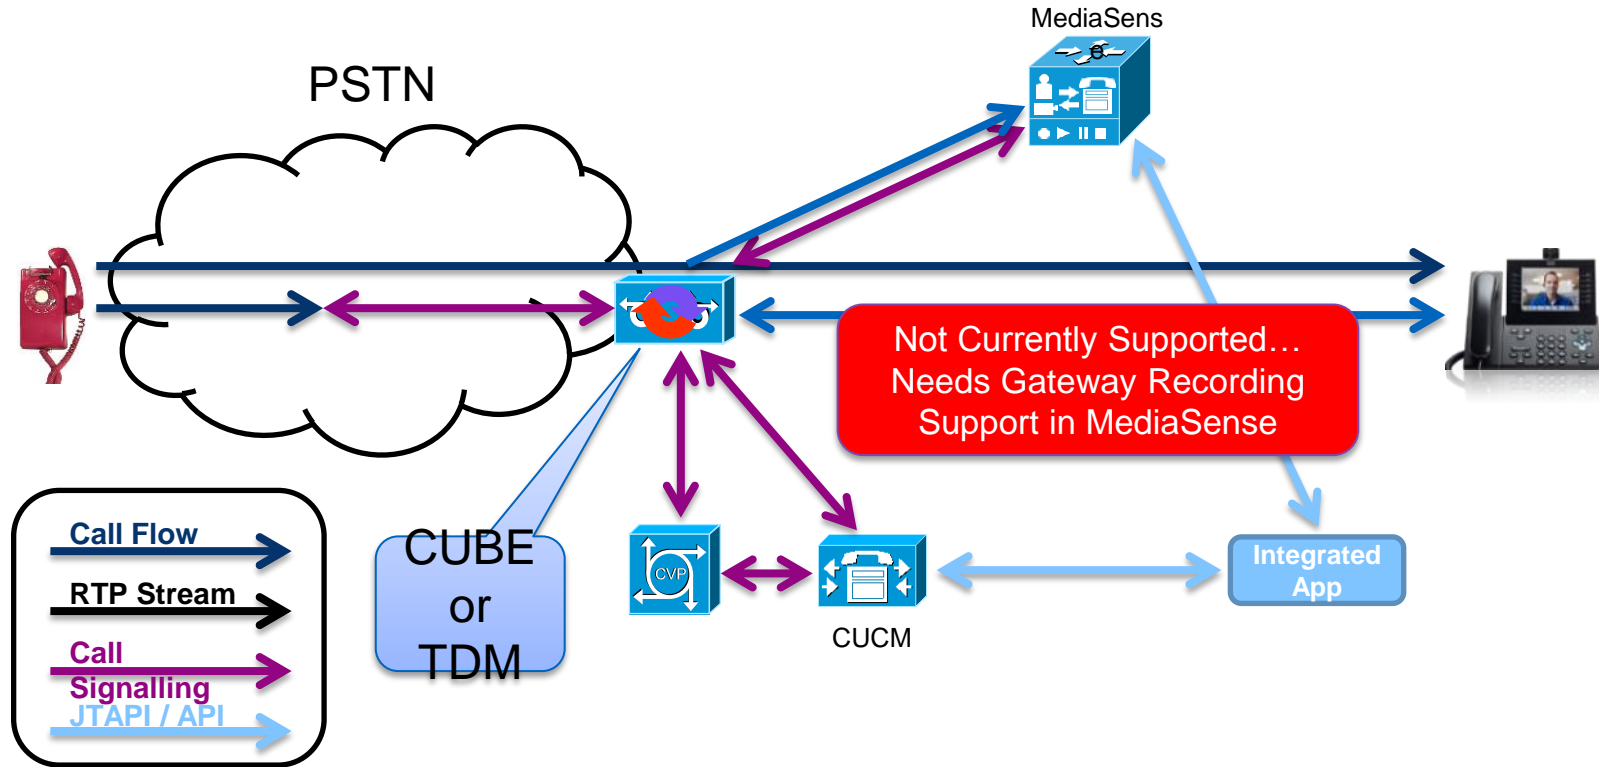 MediaSens
e
PSTN
Not Currently Supported…
Needs Gateway Recording
Support in MediaSense
Call Flow
RTP Stream
Call
Signalling
JTAPI / API
CUBE
or
TDM
CVP
CUCM
Integrated
App